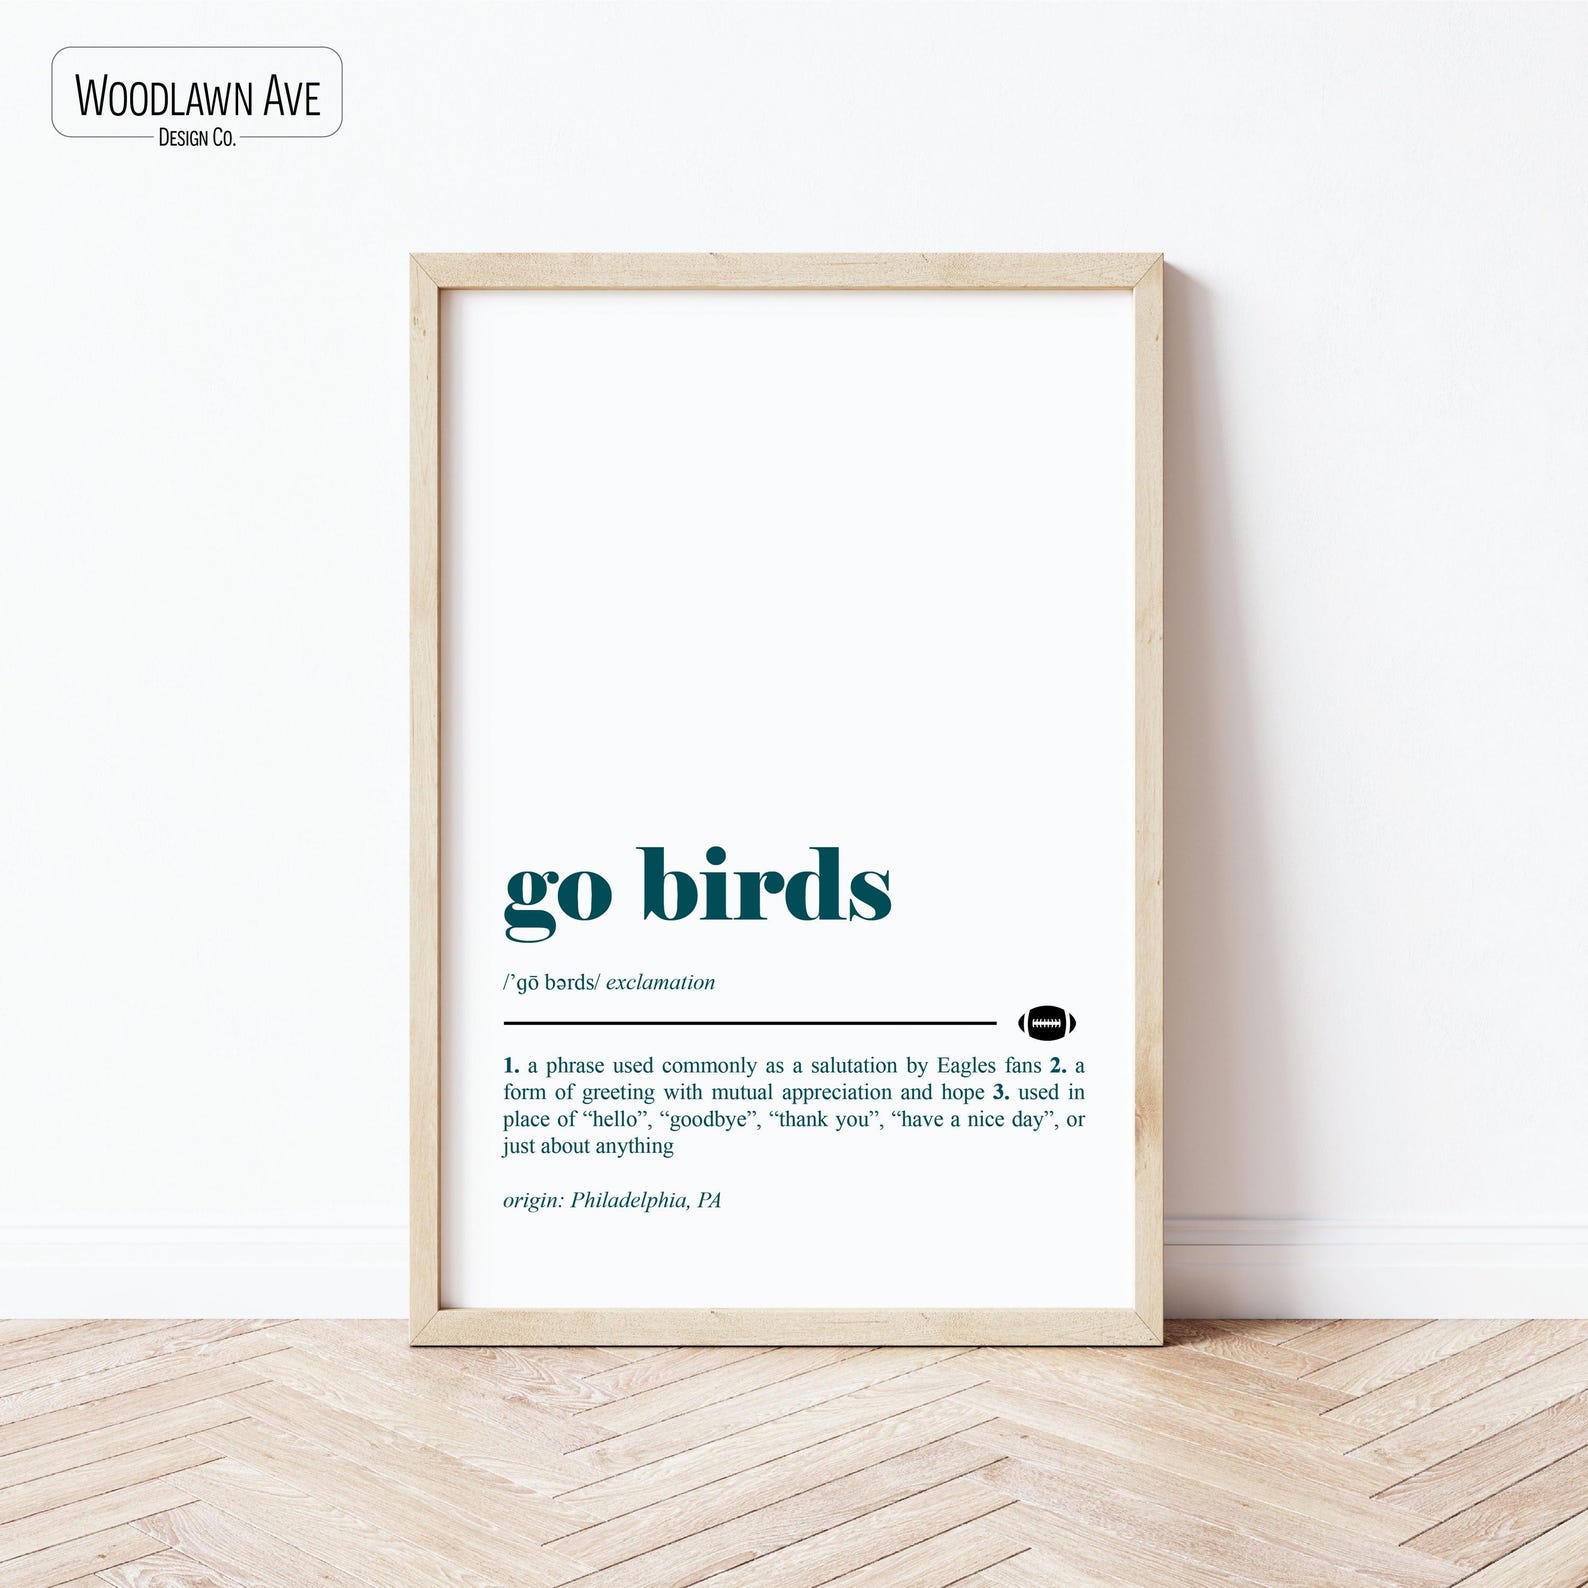 WOODLAWN AVE
DESIGN CO.
go birds
/’gō bərds/ exclamation
1. a phrase used commonly as a salutation by Eagles fans 2. a
form of greeting with mutual appreciation and hope 3. used in
place of “hello”, “goodbye”, “thank you”, “have a nice day”, or
just about anything
origin: Philadelphia, PA